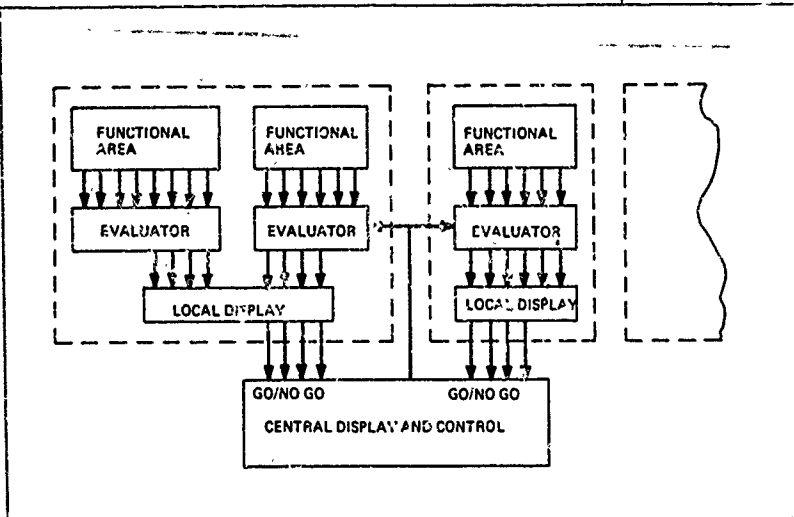 FUNCTIONAL
AREA
FUNCTIONAL
AREA
FUNCTIONAL
AREA
EVALUATOR
EVALUATOR
EVALUATOR
LOCAL DISPLAY
LOCAL DISPLAY
GO/NO GO
GO/NO GO
CENTRAL DISPLAY AND CONTROL